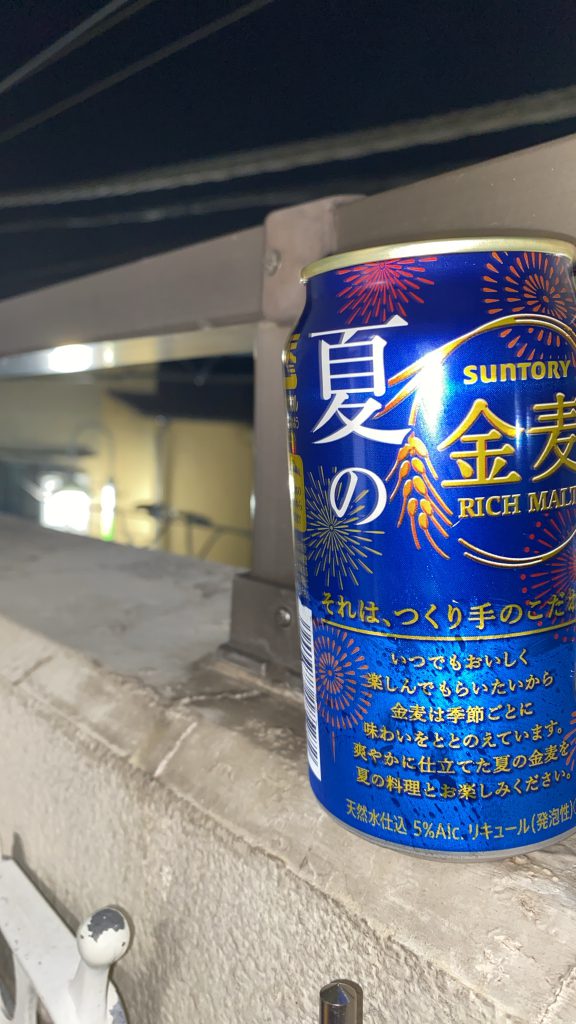 夏の
SUNTORY
金麦
RICH MALT
それは、つくり手のこだわ
いつでもおいしく
楽しんでもらいたいから
金麦は季節ごとに
味わいをととのえています。
爽やかに仕立てた夏の金麦を
夏の料理とお楽しみください。
天然水仕込 5%Alc. リキュール(発泡性)